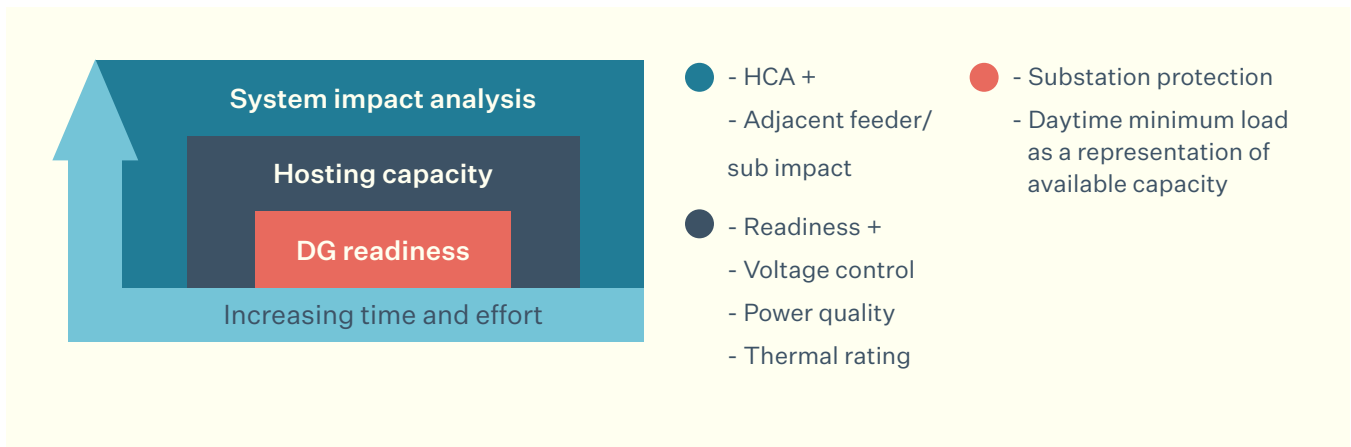 System impact analysis
Hosting capacity
DG readiness
Increasing time and effort
- HCA +
- Adjacent feeder/
sub impact
- Readiness +
- Voltage control
- Power quality
- Thermal rating
- Substation protection
- Daytime minimum load
as a representation of
available capacity